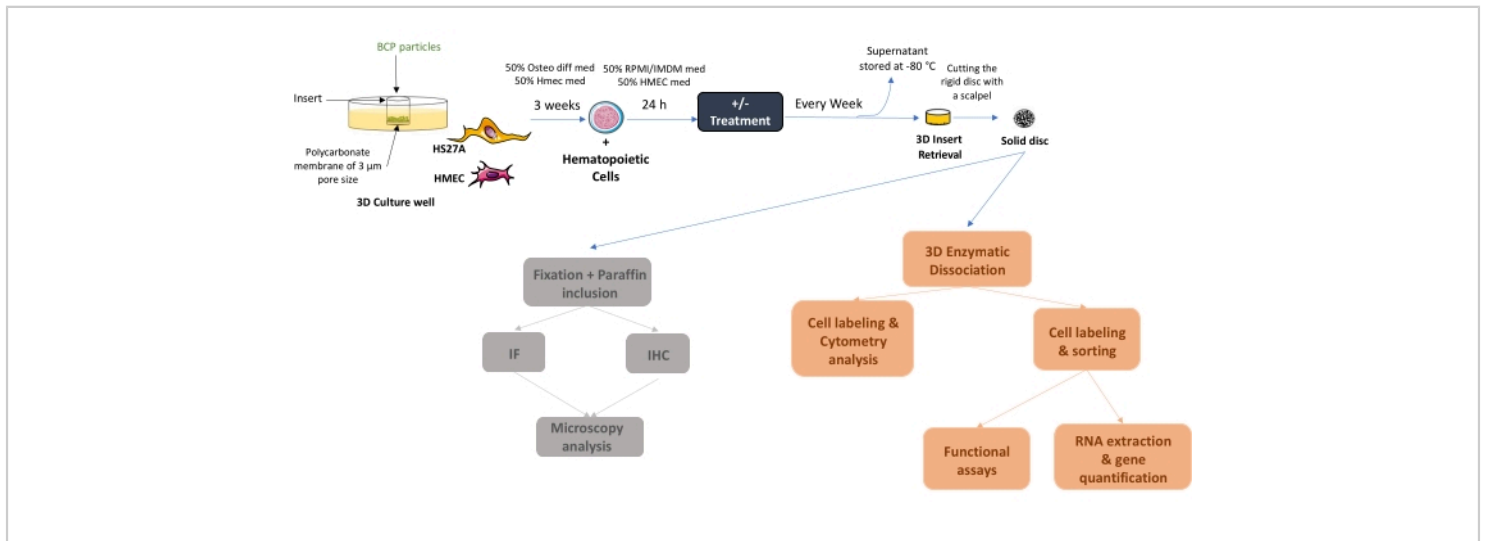 BCP particles
Insert
Polycarbonate
membrane of 3 µm
pore size
3D Culture well
HS27A
HMEC
50% Osteo diff med
50% Hmec med
3 weeks
+
Hematopoietic
Cells
50% RPMI/IMDM med
50% HMEC med
24 h
+/-
Treatment
Every Week
Supernatant
stored at -80 °C
3D Insert
Retrieval
Cutting the
rigid disc with
a scalpel
Solid disc
Fixation + Paraffin
inclusion
IF
IHC
Microscopy
analysis
3D Enzymatic
Dissociation
Cell labeling &
Cytometry
analysis
Cell labeling
& sorting
Functional
assays
RNA extraction
& gene
quantification